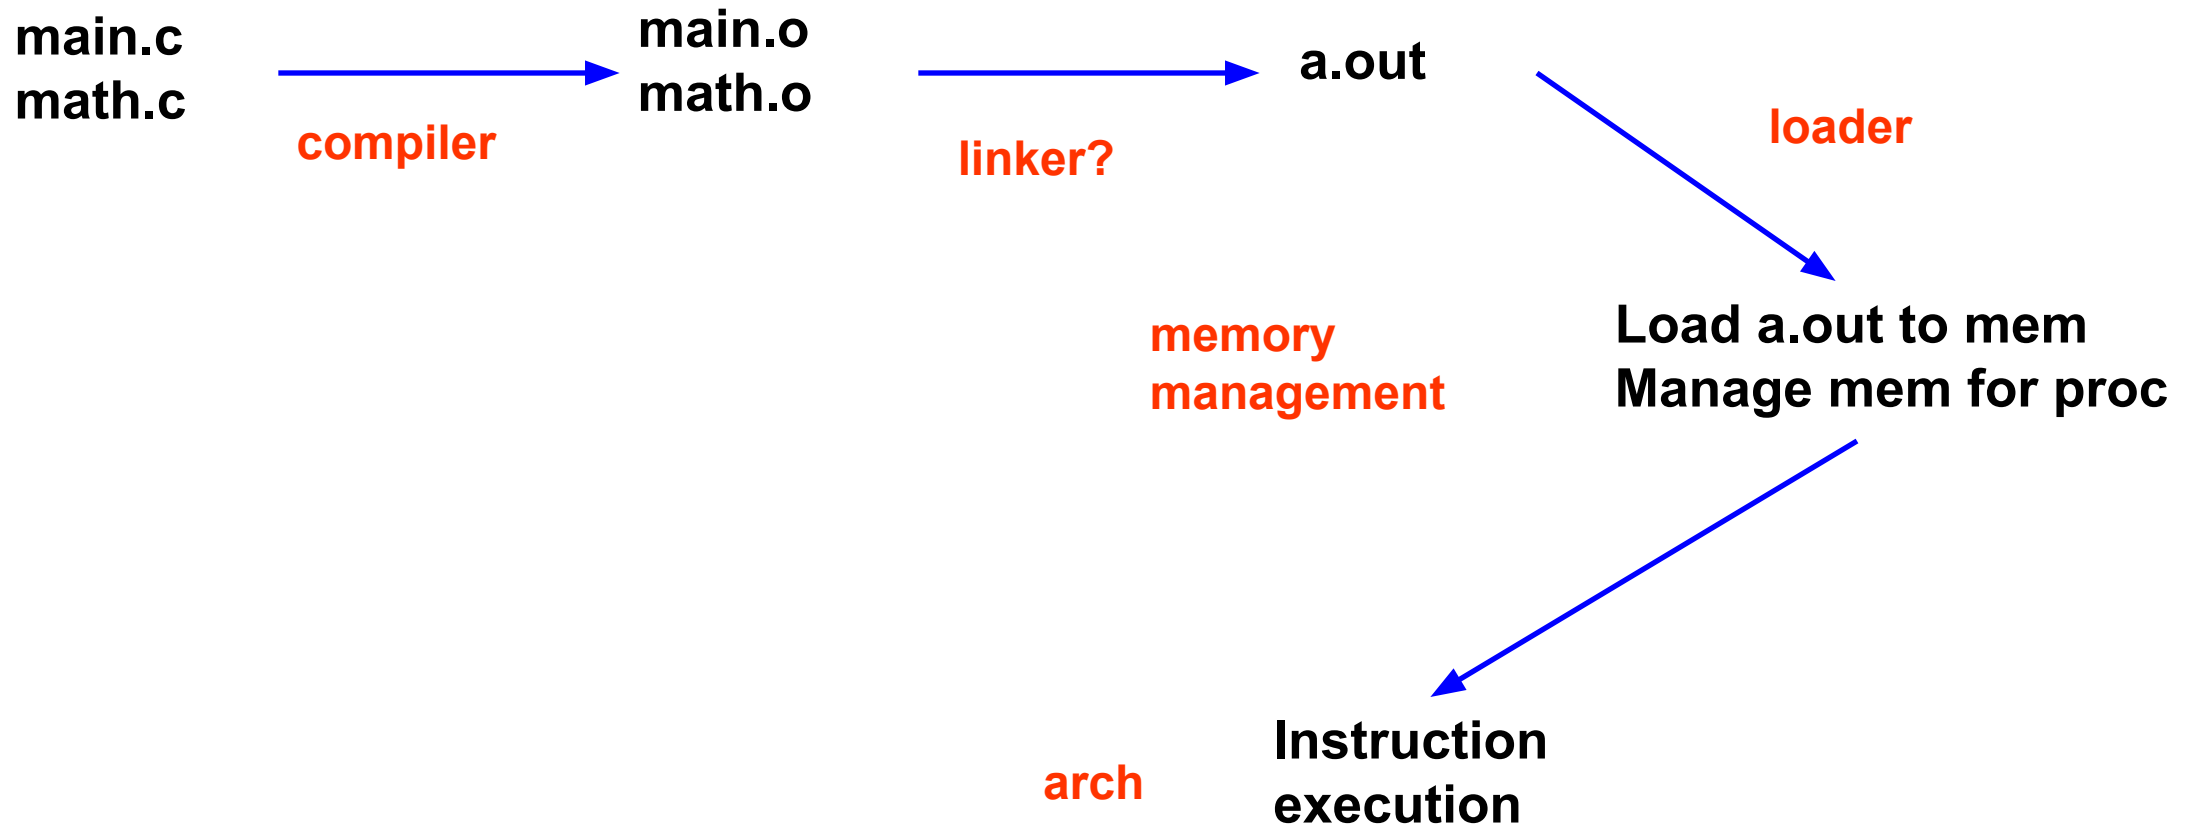 main.c
math.c
compiler
main.o
math.o
linker?
a.out
loader
memory
management
Load a.out to mem
Manage mem for proc
arch
Instruction
execution